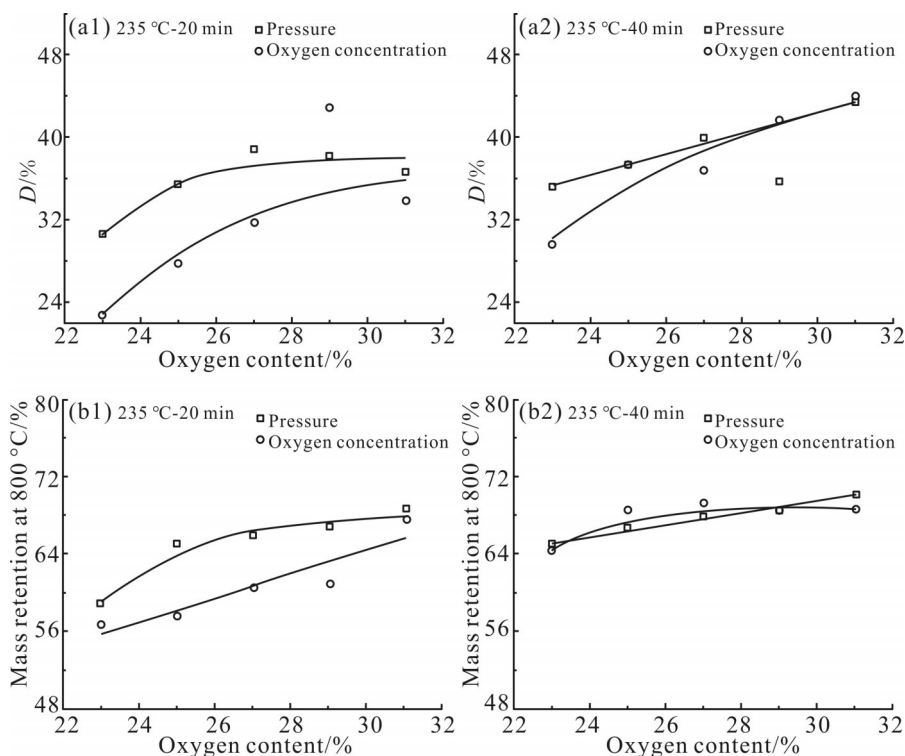 (a1) 235 °C-20 min
Pressure
Oxygen concentration
48
40
32
24
D/%
22 24 26 28 30 32
Oxygen content/%
(a2) 235 °C-40 min
Pressure
Oxygen concentration
48
40
32
24
D/%
22 24 26 28 30 32
Oxygen content/%
(b1) 235 °C-20 min
Pressure
Oxygen concentration
80
72
64
56
48
Mass retention at 800 °C/%
22 24 26 28 30 32
Oxygen content/%
(b2) 235 °C-40 min
Pressure
Oxygen concentration
80
72
64
56
48
Mass retention at 800 °C/%
22 24 26 28 30 32
Oxygen content/%